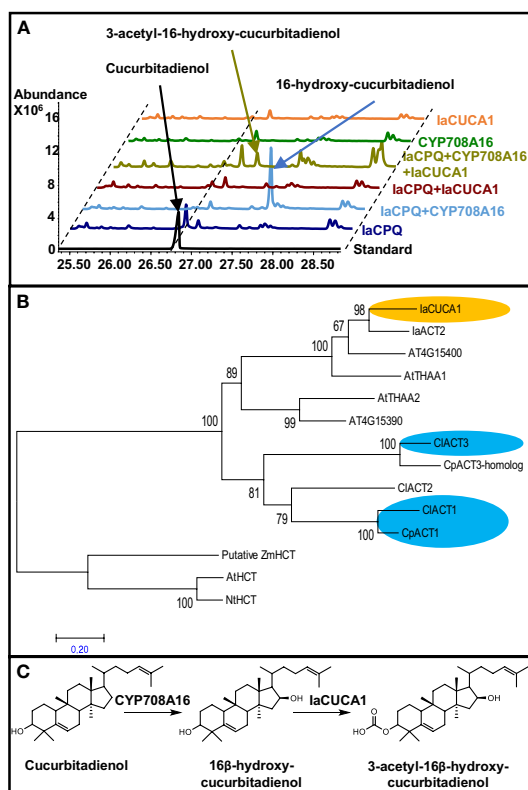 A
3-acetyl-16-hydroxy-cucurbitadienol
Cucurbitadienol
16-hydroxy-cucurbitadienol
Abundance
X10⁶
16
12
8
4
0
IaCUCA1
CYP708A16
IaCPQ+CYP708A16
+IaCUCA1
IaCPQ+IaCUCA1
IaCPQ+CYP708A16
IaCPQ
Standard
25.50 26.00 26.50 27.00 27.50 28.00 28.50
B
98 IaCUCA1
67
IaACT2
100 AT4G15400
89 AtTHAA1
AtTHAA2
100 99 AT4G15390
100 ClACT3
CpACT3-homolog
81
ClACT2
79 ClACT1
100 CpACT1
Putative ZmHCT
AtHCT
100 NtHCT
0.20
C
CYP708A16 IaCUCA1
OH OH
HO HO HO O O
Cucurbitadienol 16β-hydroxy- 3-acetyl-16β-hydroxy-
cucurbitadienol cucurbitadienol